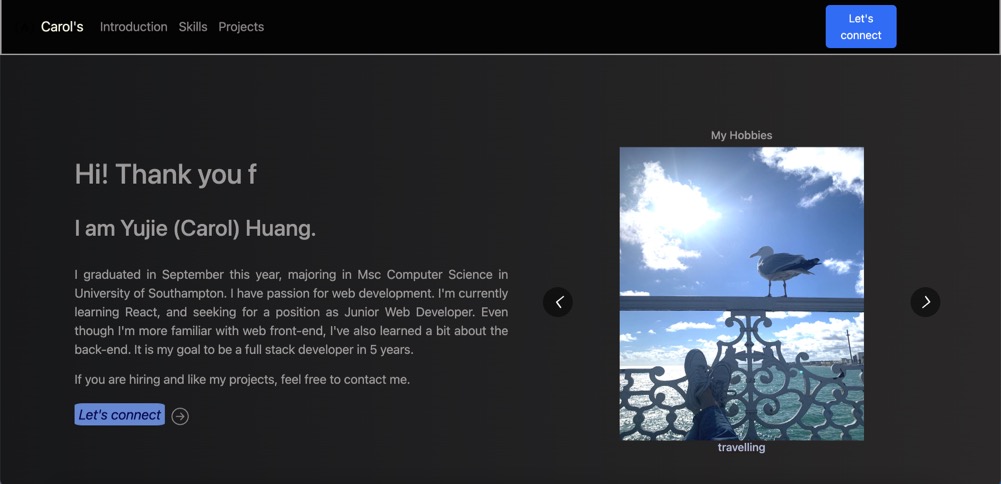 Carol's Introduction Skills Projects
Let's
connect
Hi! Thank you f
I am Yujie (Carol) Huang.
I graduated in September this year, majoring in Msc Computer Science in
University of Southampton. I have passion for web development. I'm currently
learning React, and seeking for a position as Junior Web Developer. Even
though I'm more familiar with web front-end, I've also learned a bit about the
back-end. It is my goal to be a full stack developer in 5 years.
If you are hiring and like my projects, feel free to contact me.
Let's connect
My Hobbies
travelling